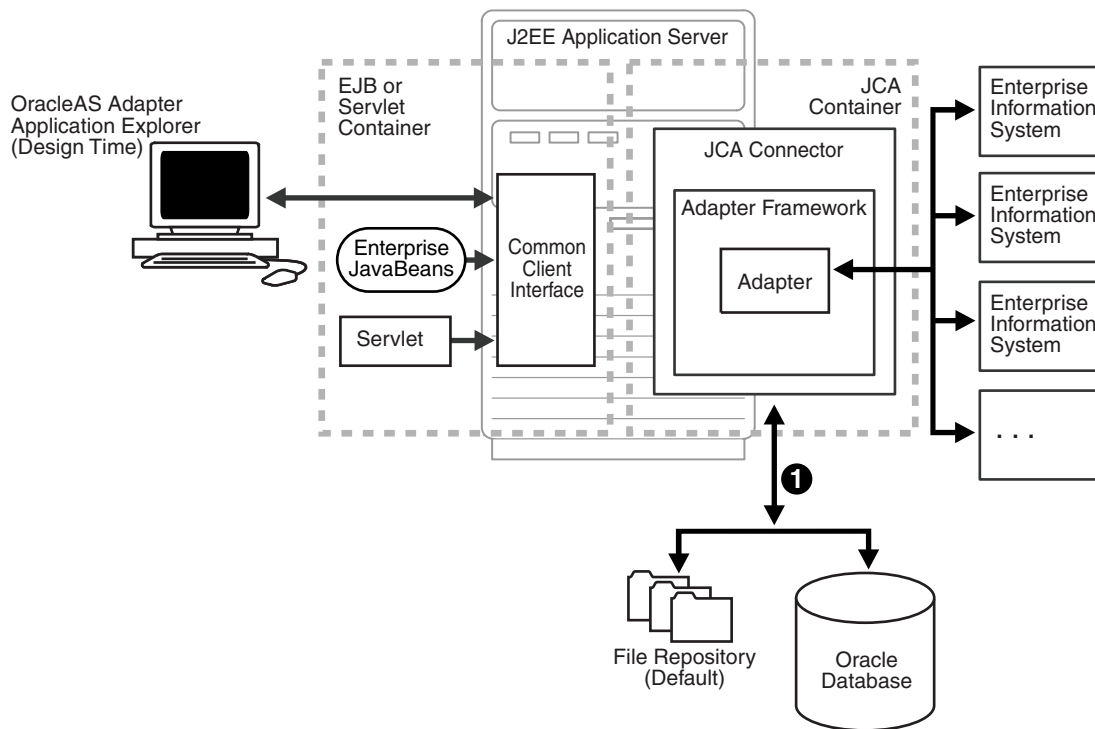 J2EE Application Server
EJB or
Servlet
Container
JCA
Container
OracleAS Adapter
Application Explorer
(Design Time)
JCA Connector
Adapter Framework
Adapter
Enterprise
JavaBeans
Servlet
Common
Client
Interface
Enterprise
Information
System
Enterprise
Information
System
Enterprise
Information
System
. . .
1
File Repository
(Default)
Oracle
Database